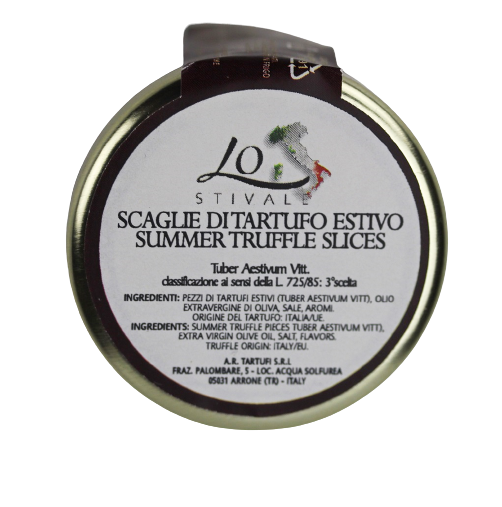 LO
STIVALE
SCAGLIE DI TARTUFO ESTIVO
SUMMER TRUFFLE SLICES
Tuber Aestivum Vitt.
classificazione ai sensi della L. 725/85: 3°scelta
INGREDIENTI: PEZZI DI TARTUFI ESTIVI (TUBER AESTIVUM VITT), OLIO
EXTRAVERGINE DI OLIVA, SALE, AROMI.
ORIGINE DEL TARTUFO: ITALIA/UE.
INGREDIENTS: SUMMER TRUFFLE PIECES TUBER AESTIVUM VITT),
EXTRA VIRGIN OLIVE OIL, SALT, FLAVORS.
TRUFFLE ORIGIN: ITALY/EU.
A.R. TARTUFI S.R.L
FRAZ. PALOMBARE, 5 - LOC. ACQUA SOLFUREA
05031 ARRONE (TR) - ITALY